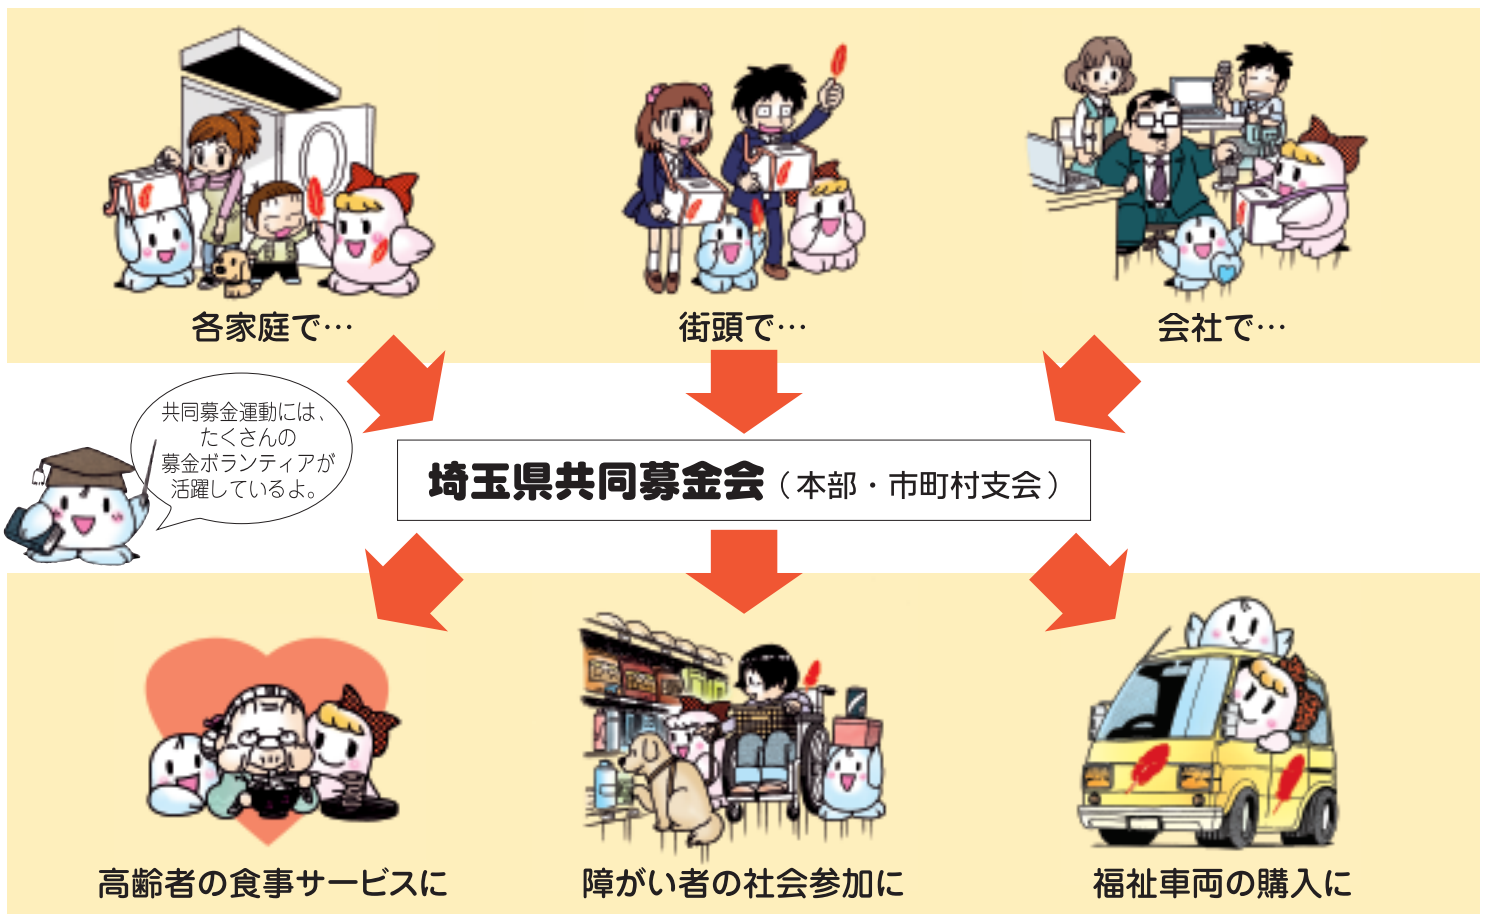 各家庭で…
街頭で…
会社で…
共同募金運動には、
たくさんの
募金ボランティアが
活躍しているよ。
埼玉県共同募金会（本部・市町村支会）
高齢者の食事サービスに
障がい者の社会参加に
福祉車両の購入に